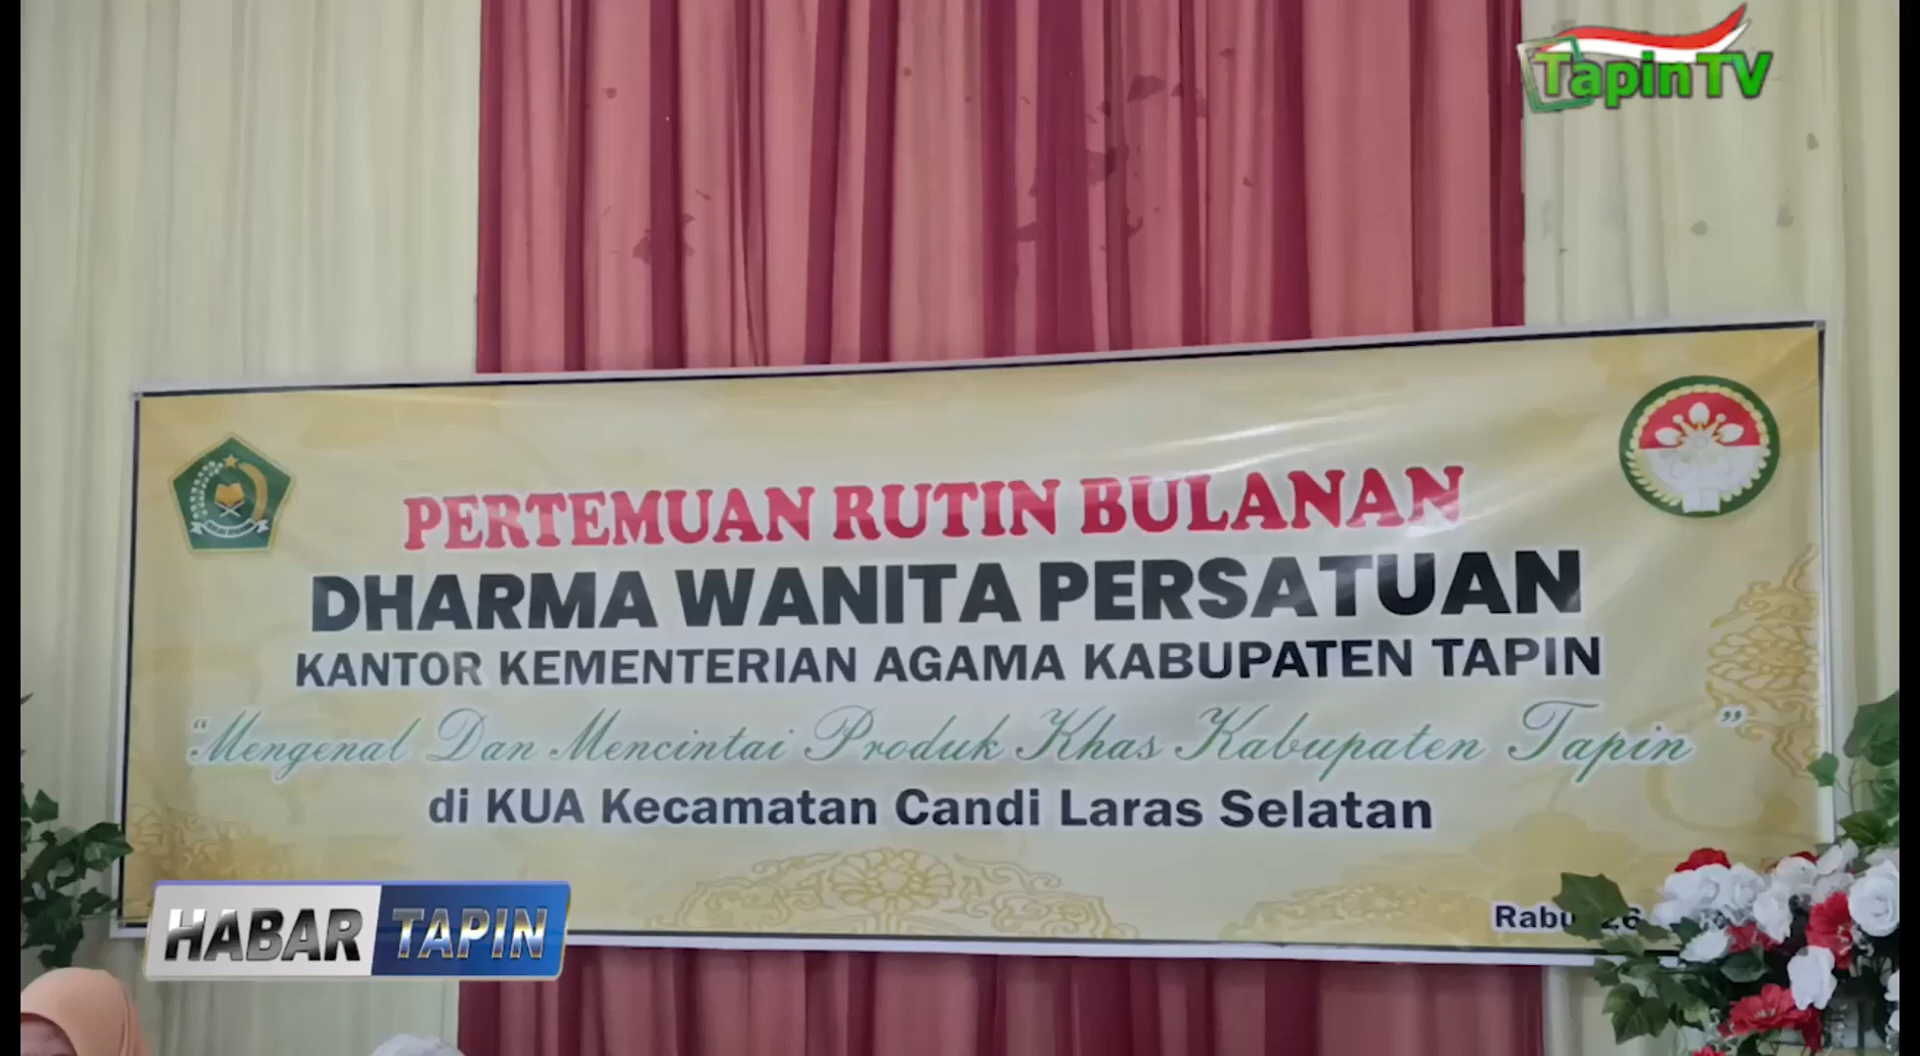 TapinTV
PERTEMUAN RUTIN BULANAN
DHARMA WANITA PERSATUAN
KANTOR KEMENTERIAN AGAMA KABUPATEN TAPIN
"Mengenal Dan Mencintai Produk Khas Kabupaten Tapin"
di KUA Kecamatan Candi Laras Selatan
Rabu 26
HABAR TAPIN